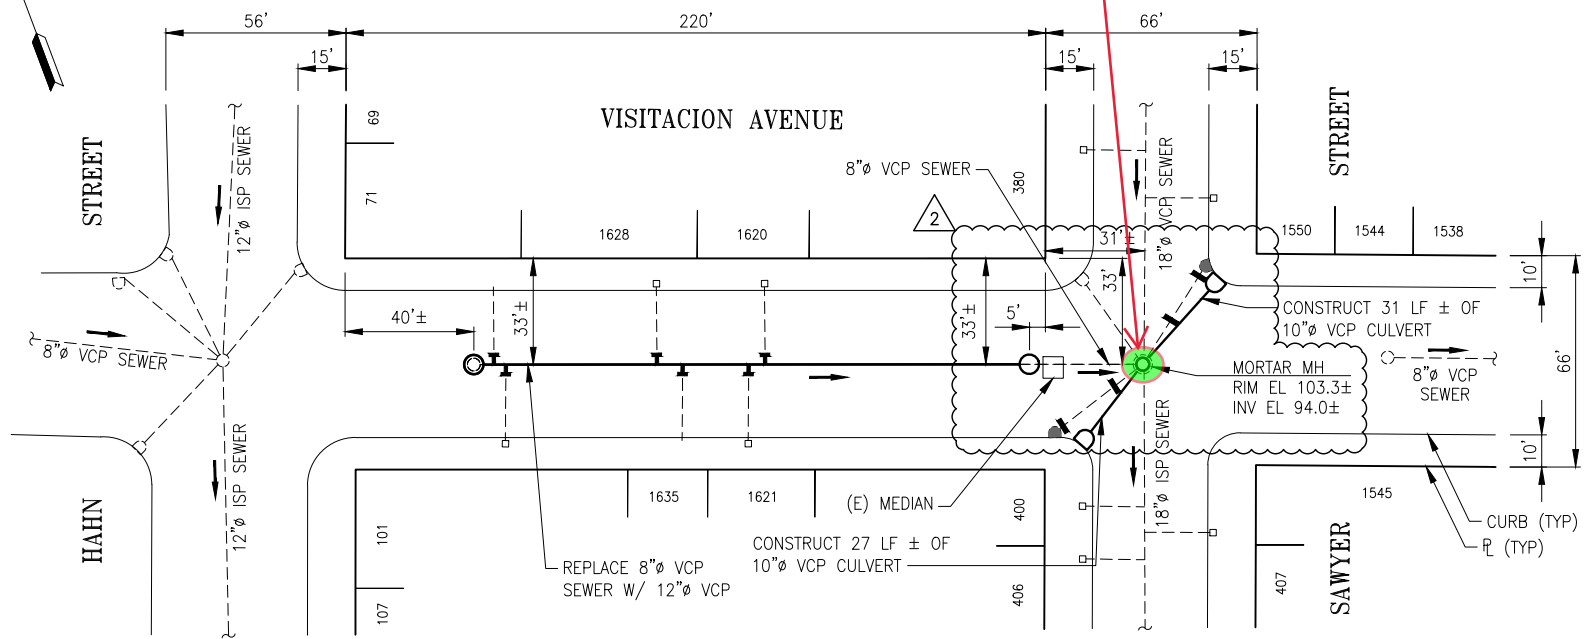 56'
220'
66'
15'
15'
15'
VISITACION AVENUE
STREET
STREET
12"ø ISP SEWER
69
71
8"ø VCP SEWER
380
18"ø VCP SEWER
2
1628
1620
31'±
1550
1544
1538
33'±
33'±
33'
10'
40'±
5'
CONSTRUCT 31 LF ± OF
10"ø VCP CULVERT
8"ø VCP SEWER
MORTAR MH
RIM EL 103.3±
INV EL 94.0±
8"ø VCP
SEWER
66'
12"ø ISP SEWER
18"ø ISP SEWER
10'
1635
1621
(E) MEDIAN
400
1545
CURB (TYP)
PL (TYP)
HAHN
101
CONSTRUCT 27 LF ± OF
10"ø VCP CULVERT
REPLACE 8"ø VCP
SEWER W/ 12"ø VCP
107
406
407
SAWYER